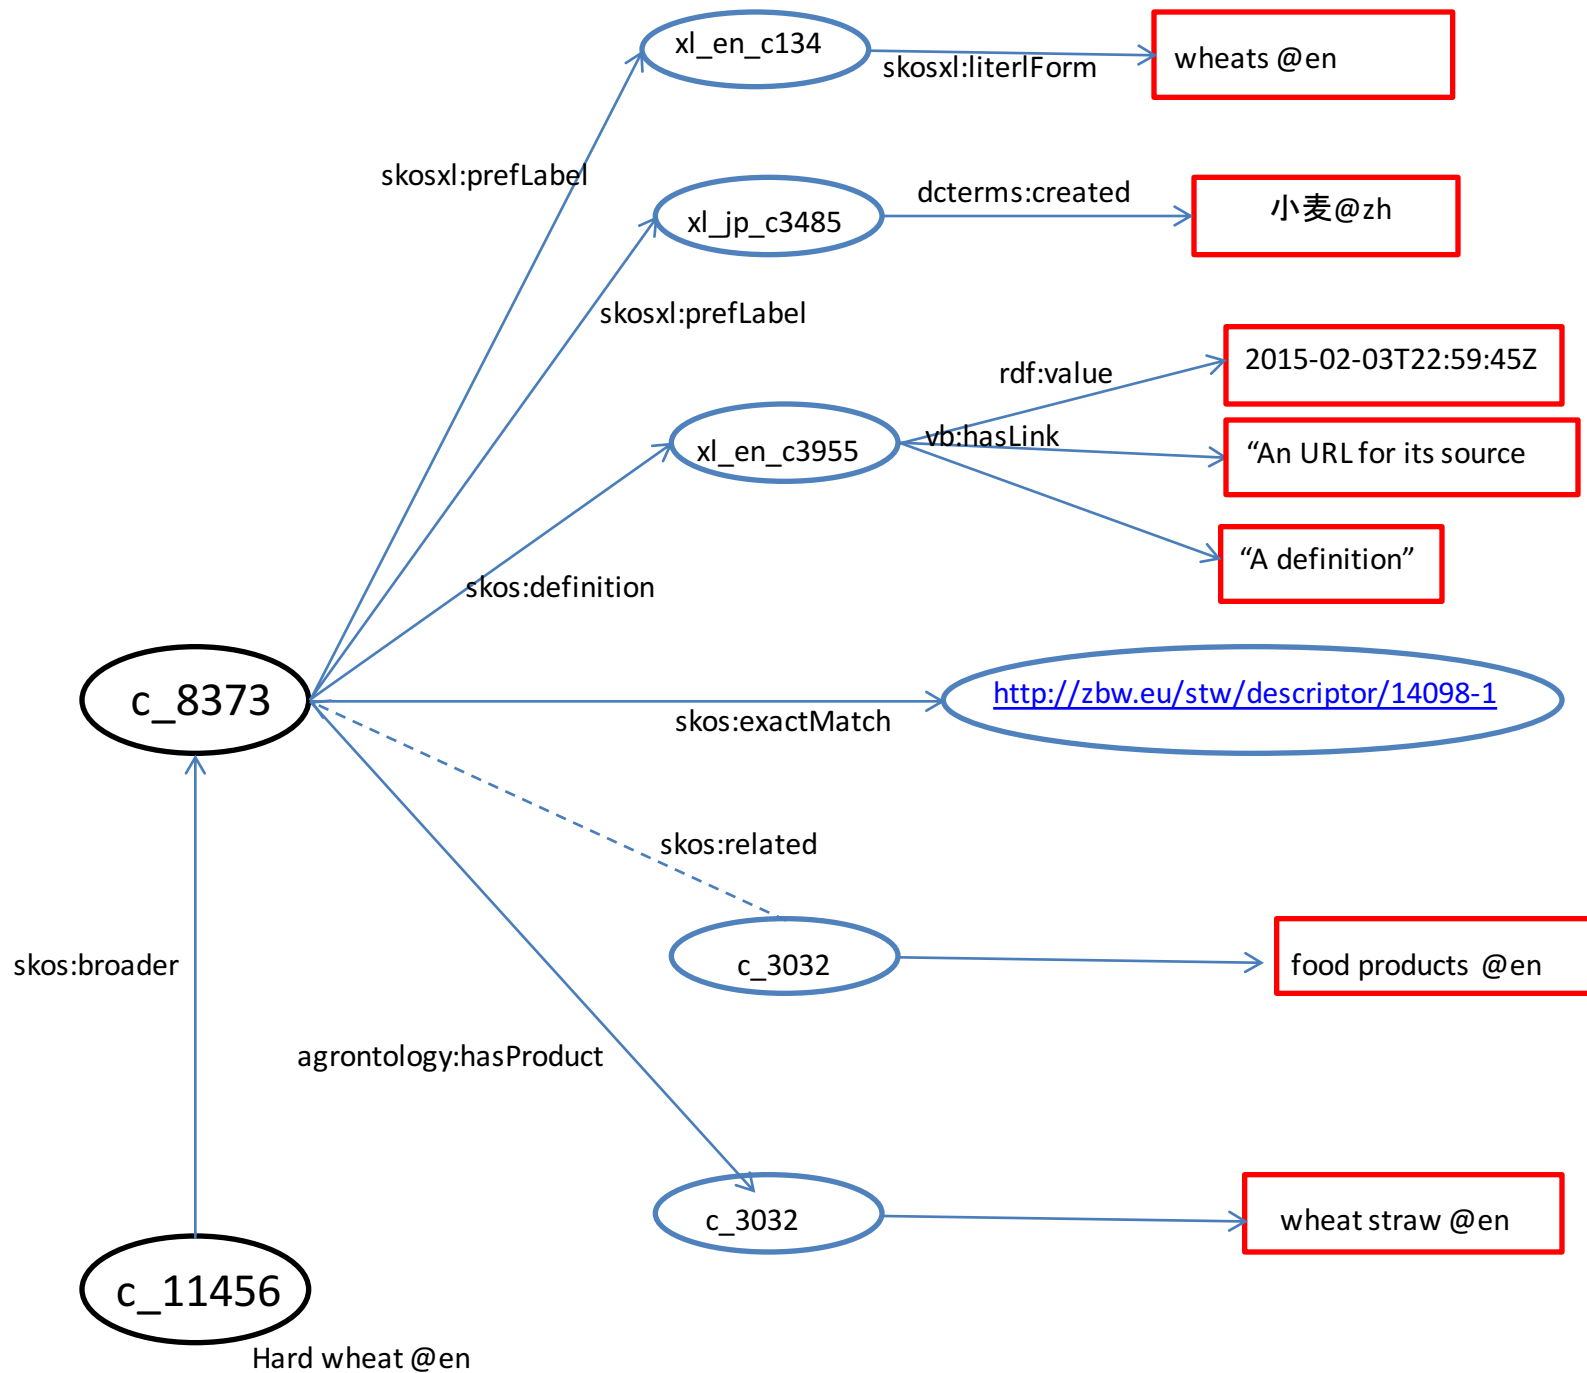 xl_en_c134
skosxl:literlForm
wheats @en
skosxl:prefLabel
xl_jp_c3485
dcterms:created
小麦@zh
skosxl:prefLabel
rdf:value
2015-02-03T22:59:45Z
xl_en_c3955
vb:hasLink
“An URL for its source
“A definition”
skos:definition
c_8373
http://zbw.eu/stw/descriptor/14098-1
skos:exactMatch
skos:related
skos:broader
c_3032
food products @en
agrontology:hasProduct
c_3032
wheat straw @en
c_11456
Hard wheat @en